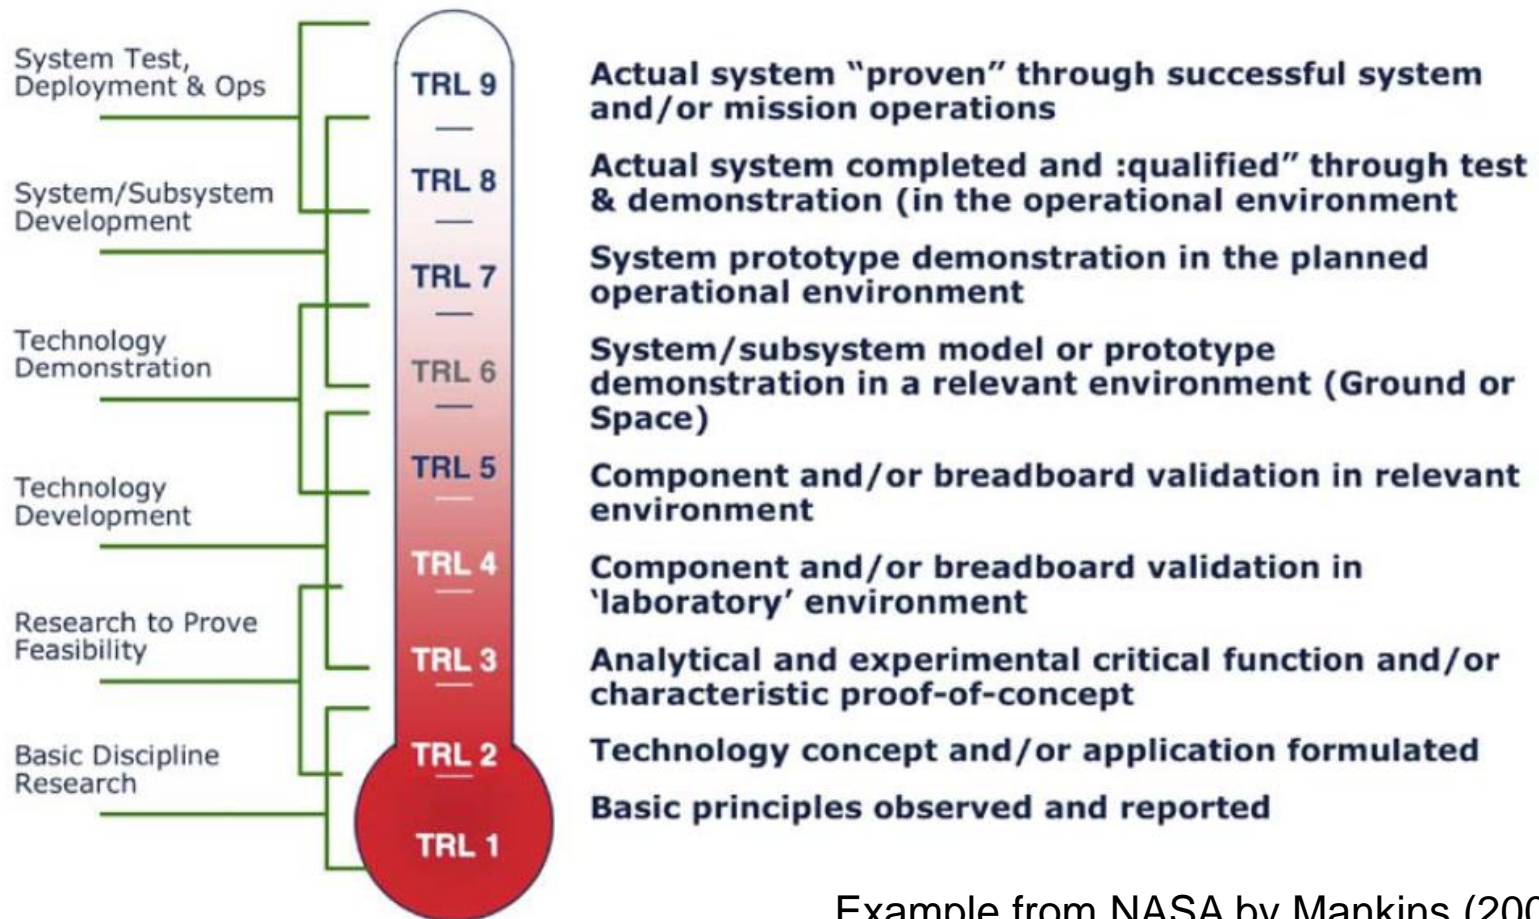 System Test,
Deployment & Ops
System/Subsystem
Development
Technology
Demonstration
Technology
Development
Research to Prove
Feasibility
Basic Discipline
Research
TRL 9
TRL 8
TRL 7
TRL 6
TRL 5
TRL 4
TRL 3
TRL 2
TRL 1
Actual system “proven” through successful system
and/or mission operations
Actual system completed and :qualified” through test
& demonstration (in the operational environment
System prototype demonstration in the planned
operational environment
System/subsystem model or prototype
demonstration in a relevant environment (Ground or
Space)
Component and/or breadboard validation in relevant
environment
Component and/or breadboard validation in
‘laboratory’ environment
Analytical and experimental critical function and/or
characteristic proof-of-concept
Technology concept and/or application formulated
Basic principles observed and reported
Example from NASA by Mankins (200